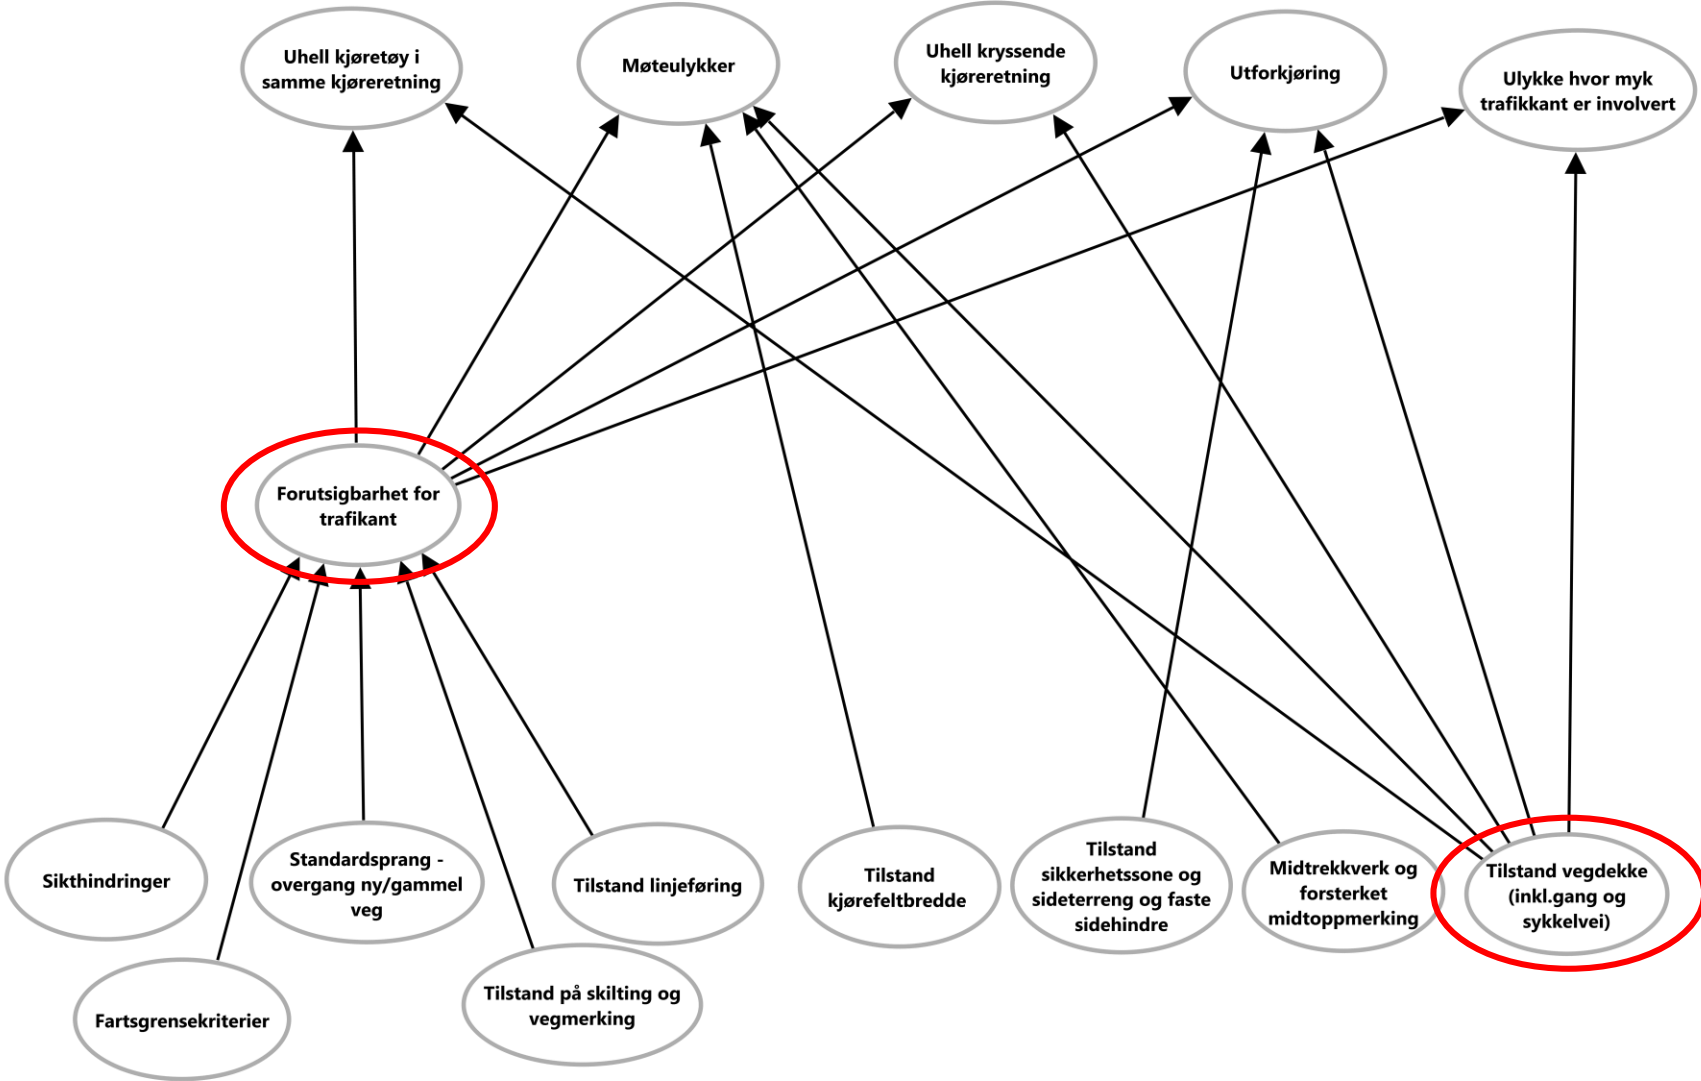 Uhell kjøretøy i
samme kjøreretning
Møteulykker
Uhell kryssende
kjøreretning
Utforkjøring
Ulykke hvor myk
trafikkant er involvert
Forutsigbarhet for
trafikant
Sikthindringer
Standardsprang -
overgang ny/gammel
veg
Tilstand linjeføring
Tilstand
kjørefeltbredde
Tilstand
sikkerhetssone og
sideterreng og faste
sidehindre
Midtrekkverk og
forsterket
midtoppmerking
Tilstand vegdekke
(inkl.gang og
sykkelvei)
Fartsgrensekriterier
Tilstand på skilting og
vegmerking